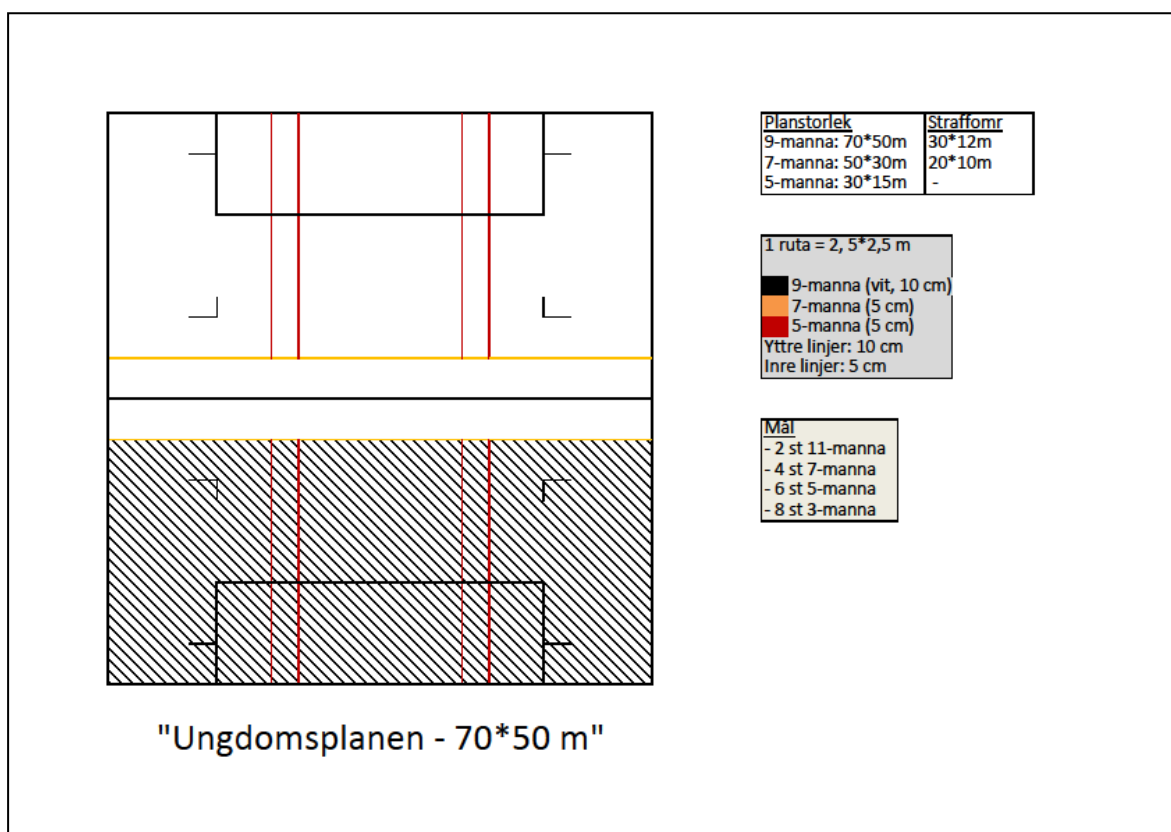 Planstorlek Straffomr
9-manna: 70*50m 30*12m
7-manna: 50*30m 20*10m
5-manna: 30*15m -
1 ruta = 2, 5*2,5 m
9-manna (vit, 10 cm)
7-manna (5 cm)
5-manna (5 cm)
Yttre linjer: 10 cm
Inre linjer: 5 cm
Mål
- 2 st 11-manna
- 4 st 7-manna
- 6 st 5-manna
- 8 st 3-manna
"Ungdomsplanen - 70*50 m"